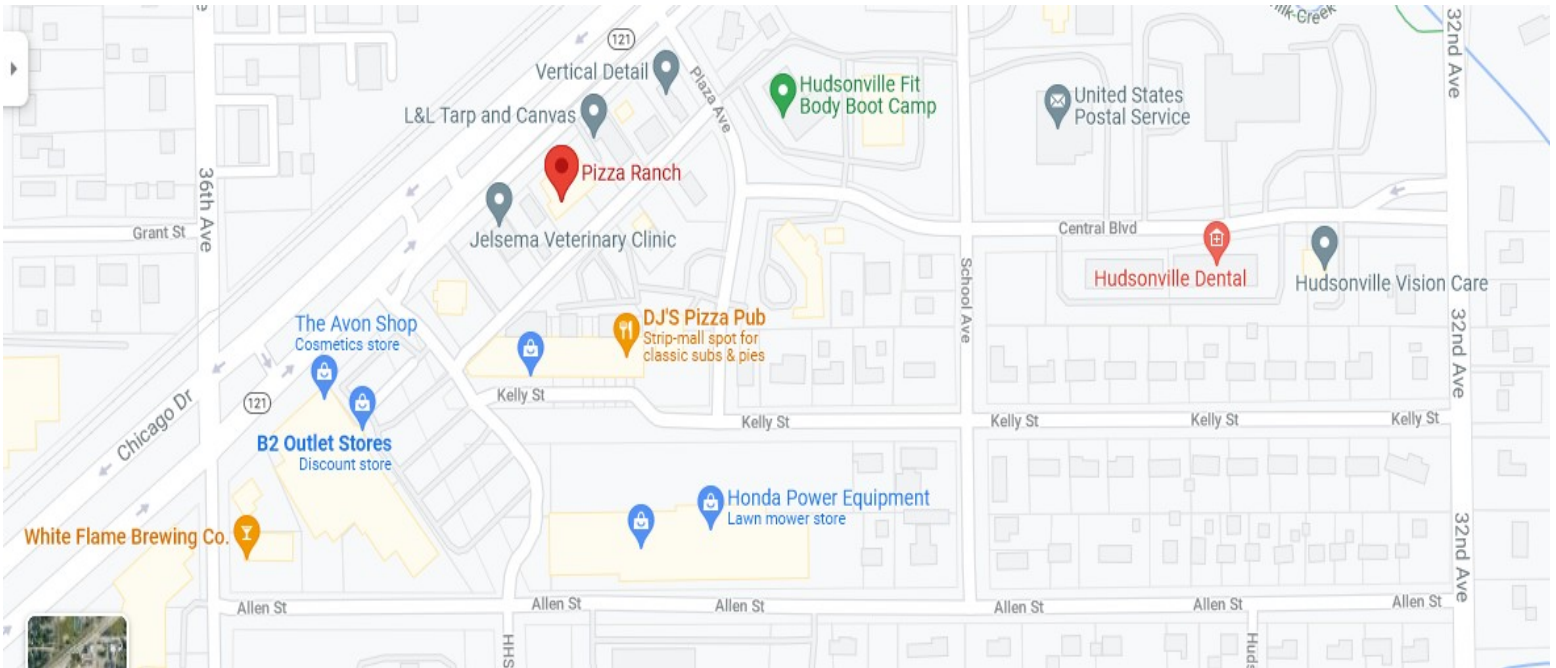 Milk-Creek
32nd Ave
121
Vertical Detail
Plaza Ave
Hudsonville Fit
Body Boot Camp
United States
Postal Service
L&L Tarp and Canvas
Pizza Ranch
36th Ave
Grant St
Jelsema Veterinary Clinic
Central Blvd
School Ave
Hudsonville Dental
Hudsonville Vision Care
The Avon Shop
Cosmetics store
DJ'S Pizza Pub
Strip-mall spot for
classic subs & pies
32nd Ave
Kelly St
Kelly St
Kelly St
Kelly St
Kelly St
Chicago Dr
121
B2 Outlet Stores
Discount store
Honda Power Equipment
Lawn mower store
White Flame Brewing Co.
32nd Ave
Allen St
Allen St
Allen St
Allen St
Allen St
Allen St
HHS
Huds